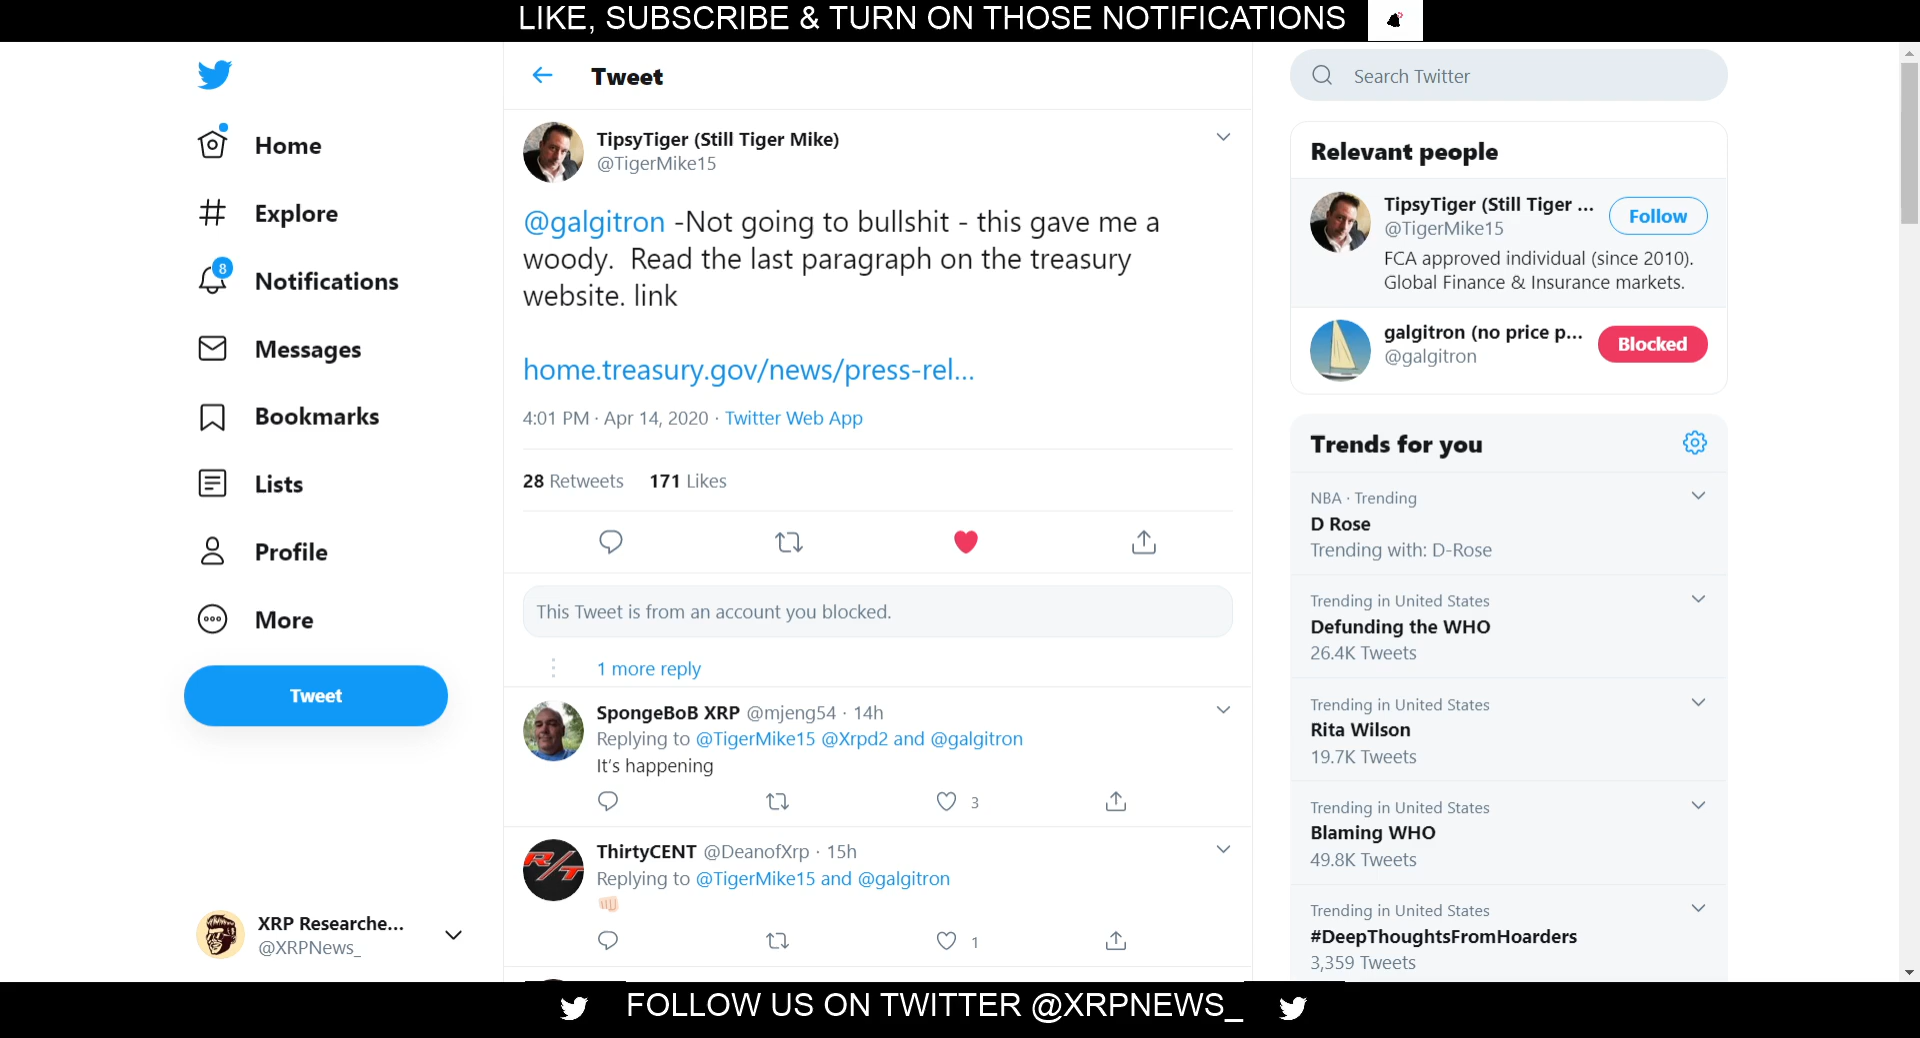 LIKE, SUBSCRIBE & TURN ON THOSE NOTIFICATIONS
Home
Explore
8
Notifications
Messages
Bookmarks
Lists
Profile
More
Tweet
XRP Researche...
@XRPNews_
Tweet
TipsyTiger (Still Tiger Mike)
@TigerMike15
@galgitron -Not going to bullshit - this gave me a
woody.  Read the last paragraph on the treasury
website. link
home.treasury.gov/news/press-rel...
4:01 PM · Apr 14, 2020 · Twitter Web App
28 Retweets 171 Likes
This Tweet is from an account you blocked.
1 more reply
SpongeBoB XRP @mjeng54 · 14h
Replying to @TigerMike15 @Xrpd2 and @galgitron
It's happening
3
ThirtyCENT @DeanofXrp · 15h
Replying to @TigerMike15 and @galgitron
👊🏻
1
R/T
Search Twitter
Relevant people
TipsyTiger (Still Tiger ...
@TigerMike15
Follow
FCA approved individual (since 2010).
Global Finance & Insurance markets.
galgitron (no price p...
@galgitron
Blocked
Trends for you
NBA · Trending
D Rose
Trending with: D-Rose
Trending in United States
Defunding the WHO
26.4K Tweets
Trending in United States
Rita Wilson
19.7K Tweets
Trending in United States
Blaming WHO
49.8K Tweets
Trending in United States
#DeepThoughtsFromHoarders
3,359 Tweets
FOLLOW US ON TWITTER @XRPNEWS_